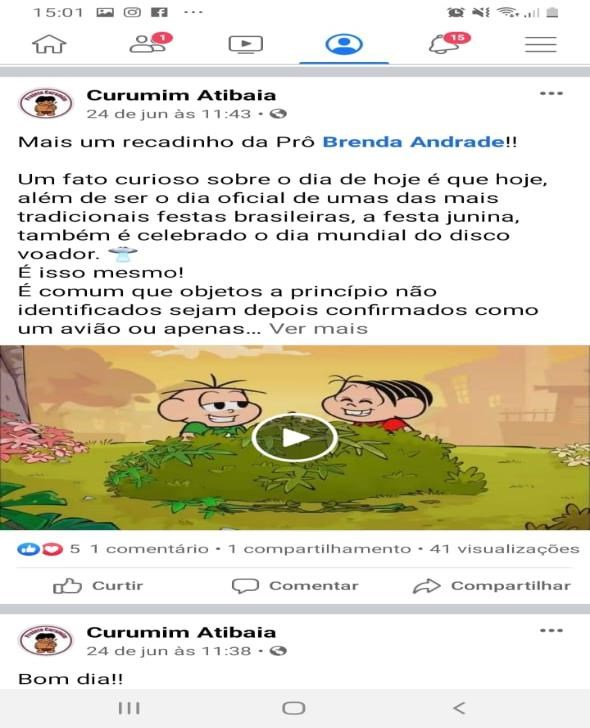 15:01
1
15
Curumim Atibaia
24 de jun às 11:43
Mais um recadinho da Prô Brenda Andrade!!
Um fato curioso sobre o dia de hoje é que hoje,
além de ser o dia oficial de umas das mais
tradicionais festas brasileiras, a festa junina,
também é celebrado o dia mundial do disco
voador. 🛸
É isso mesmo!
É comum que objetos a princípio não
identificados sejam depois confirmados como
um avião ou apenas... Ver mais
5 1 comentário • 1 compartilhamento • 41 visualizações
Curtir Comentar Compartilhar
Curumim Atibaia
24 de jun às 11:38
Bom dia!!